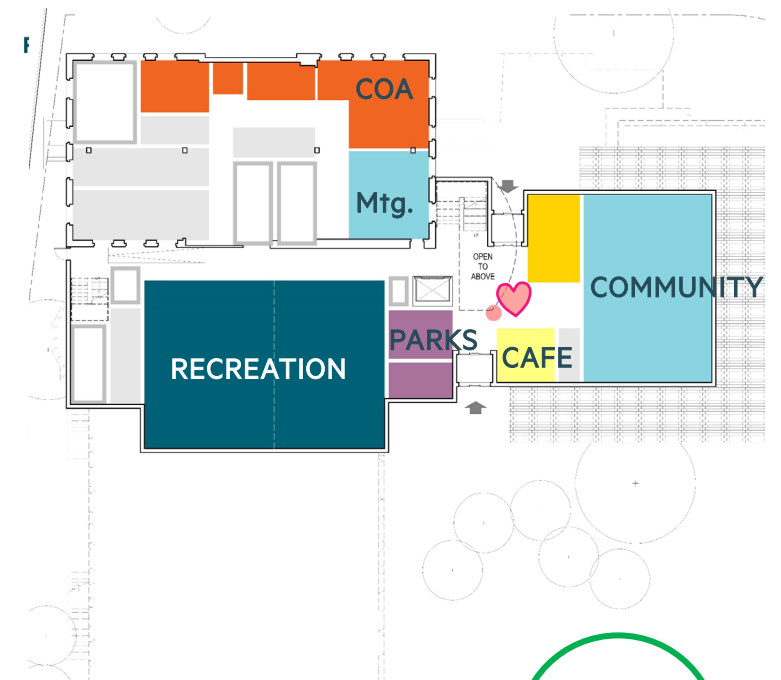 COA
Mtg.
OPEN
TO
ABOVE
COMMUNITY
PARKS
CAFE
RECREATION